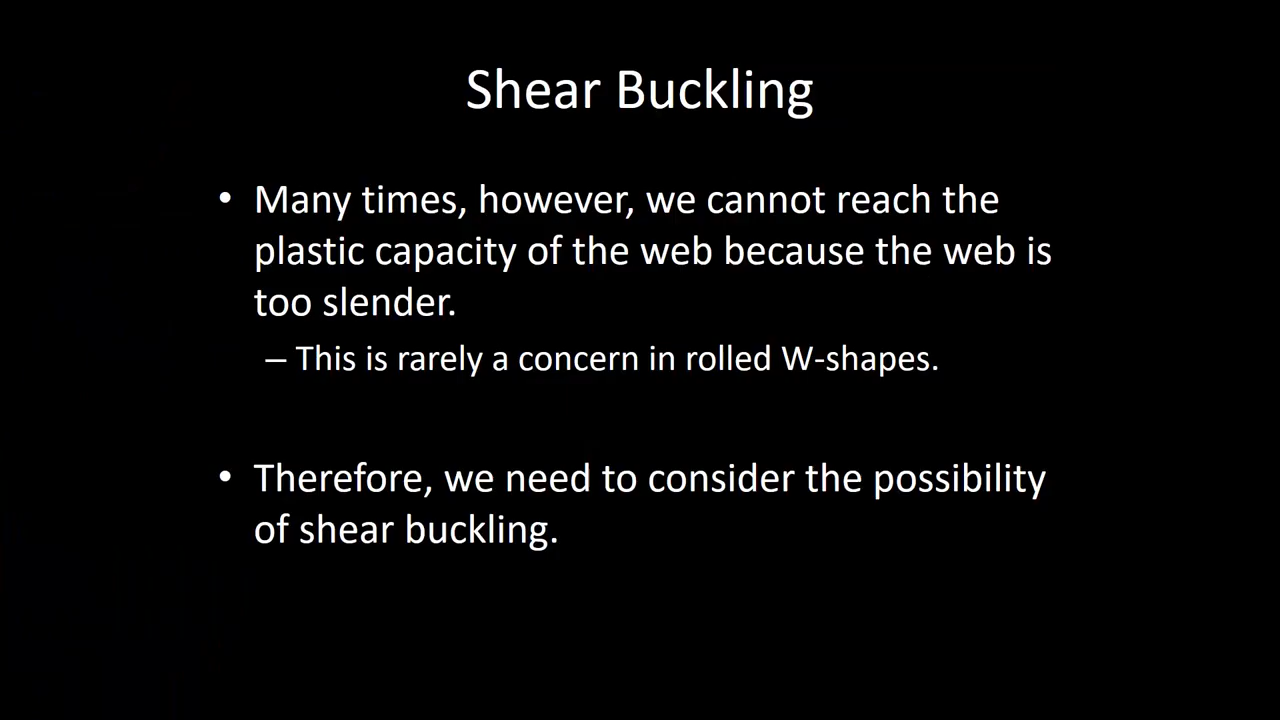 Shear Buckling
• Many times, however, we cannot reach the
plastic capacity of the web because the web is
too slender.
– This is rarely a concern in rolled W-shapes.
• Therefore, we need to consider the possibility
of shear buckling.